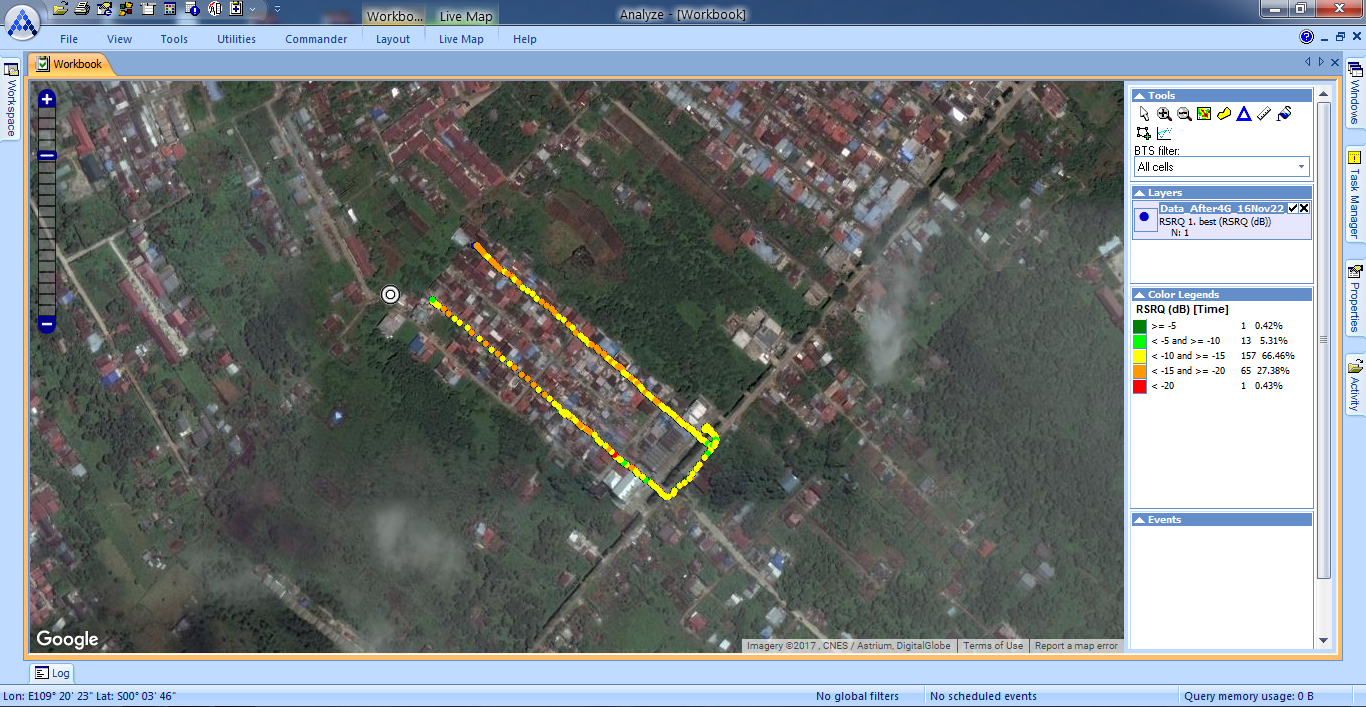 Workbo... Live Map
Analyze - [Workbook]
File View Tools Utilities Commander Layout Live Map Help
Workspace
Workbook
Tools
BTS filter:
All cells
Layers
Data_After4G_16Nov22
RSRQ 1. best (RSRQ (dB))
N: 1
Color Legends
RSRQ (dB) [Time]
>= -5 1 0.42%
< -5 and >= -10 13 5.31%
< -10 and >= -15 157 66.46%
< -15 and >= -20 65 27.38%
< -20 1 0.43%
Events
Windows
Task Manager
Properties
Activity
Google
Imagery ©2017 , CNES / Astrium, DigitalGlobe Terms of Use Report a map error
Log
Lon: E109° 20' 23" Lat: S00° 03' 46" No global filters No scheduled events Query memory usage: 0 B